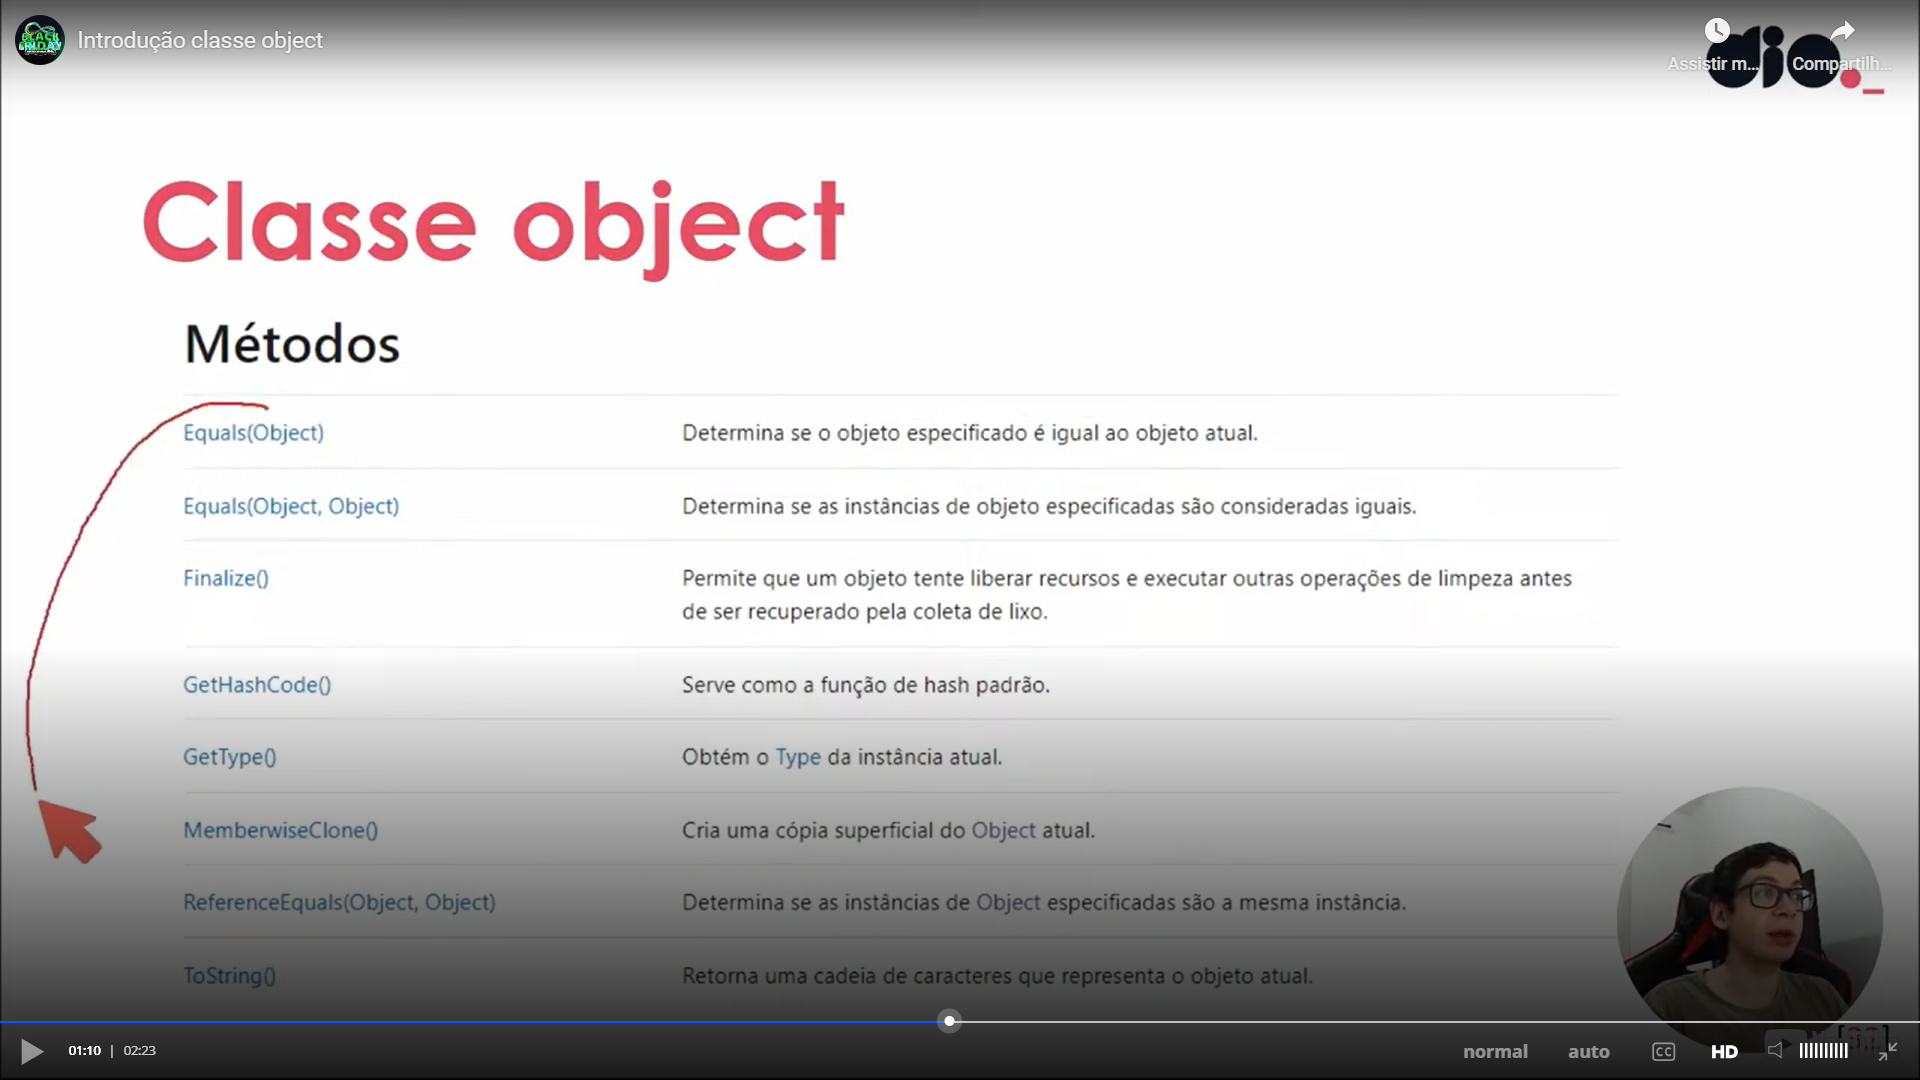 BLACK FRIDAY
Introdução classe object
Assistir m...
Compartilh...
dio._
Classe object
Métodos
Equals(Object)
Determina se o objeto especificado é igual ao objeto atual.
Equals(Object, Object)
Determina se as instâncias de objeto especificadas são consideradas iguais.
Finalize()
Permite que um objeto tente liberar recursos e executar outras operações de limpeza antes
de ser recuperado pela coleta de lixo.
GetHashCode()
Serve como a função de hash padrão.
GetType()
Obtém o Type da instância atual.
MemberwiseClone()
Cria uma cópia superficial do Object atual.
ReferenceEquals(Object, Object)
Determina se as instâncias de Object especificadas são a mesma instância.
ToString()
Retorna uma cadeia de caracteres que representa o objeto atual.
01:10 | 02:23
normal
auto
CC
HD